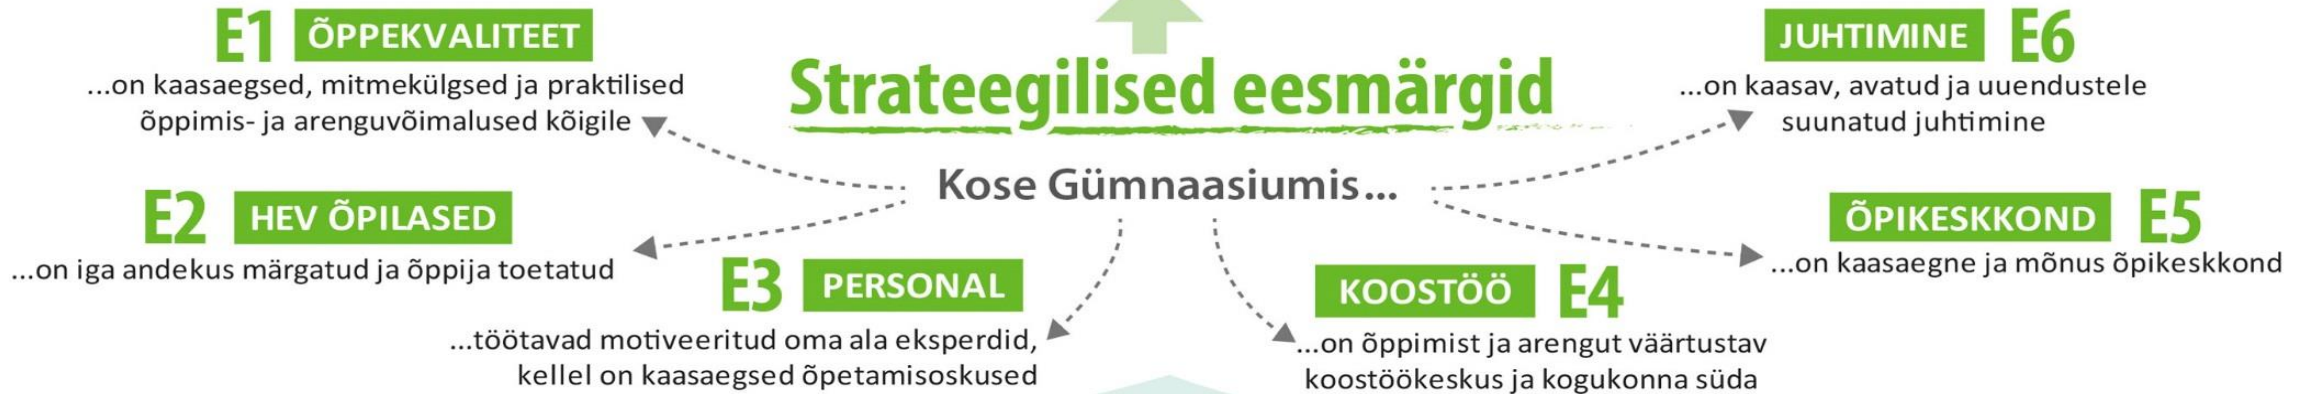 Strateegilised eesmärgid
Kose Gümnaasiumis...
E1 ÕPPEKVALITEET
...on kaasaegsed, mitmekülgsed ja praktilised
õppimis- ja arenguvõimalused kõigile
E2 HEV ÕPILASED
...on iga andekus märgatud ja õppija toetatud
E3 PERSONAL
...töötavad motiveeritud oma ala eksperdid,
kellel on kaasaegsed õpetamisoskused
KOOSTÖÖ E4
...on õppimist ja arengut väärtustav
koostöökeskus ja kogukonna süda
ÕPIKESKKOND E5
...on kaasaegne ja mõnus õpikeskkond
JUHTIMINE E6
...on kaasav, avatud ja uuendustele
suunatud juhtimine